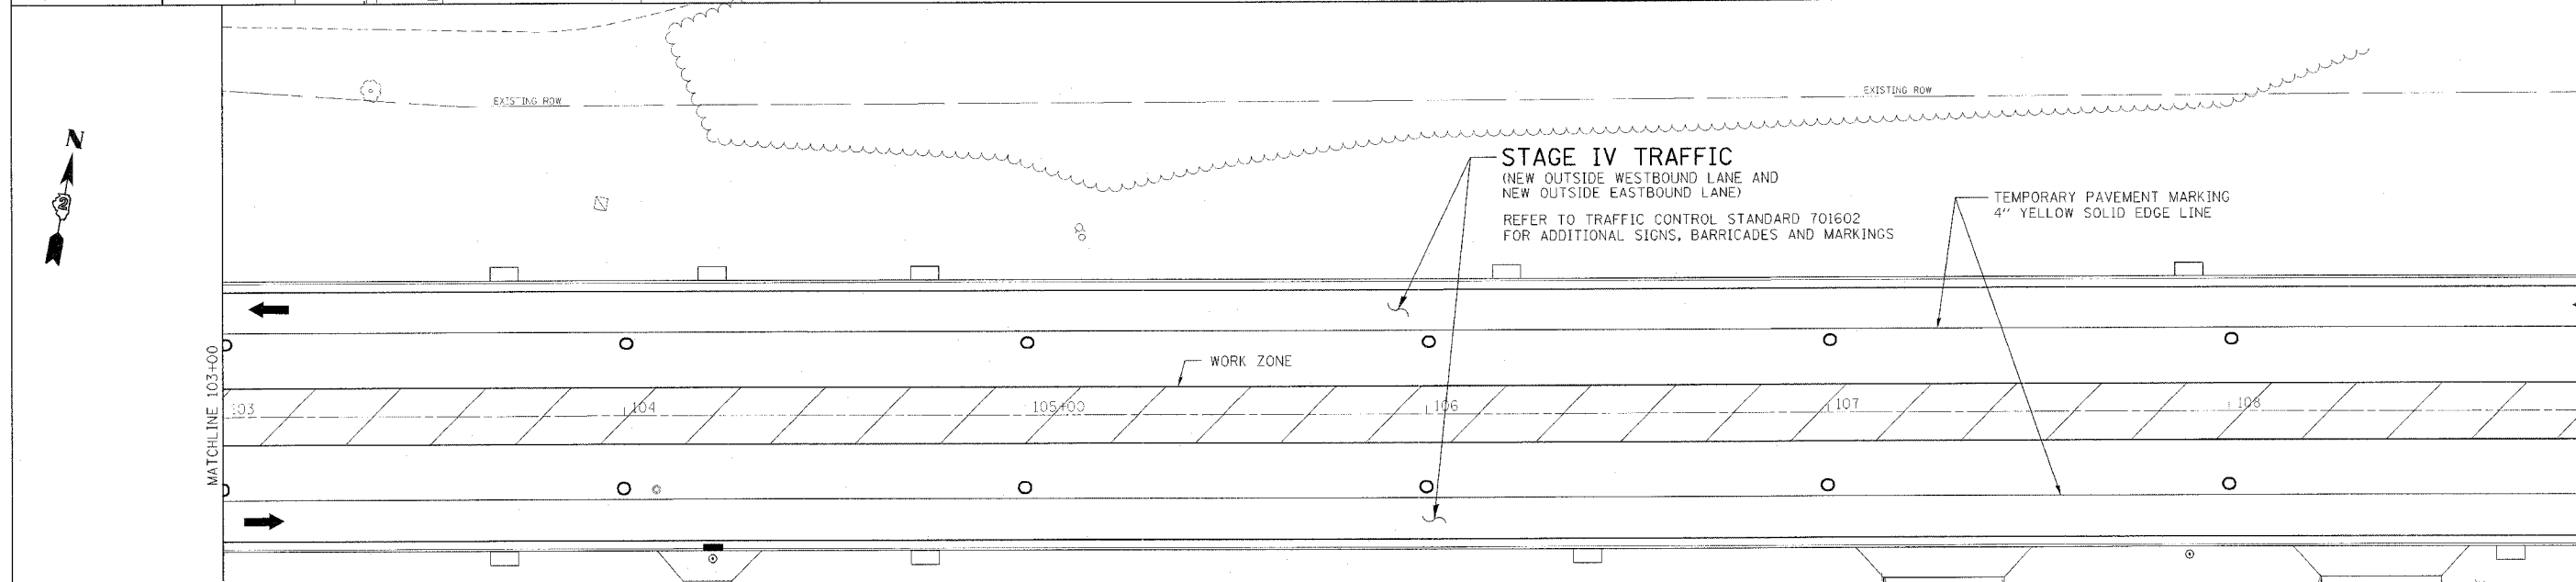 N
2
EXISTING ROW
EXISTING ROW
STAGE IV TRAFFIC
(NEW OUTSIDE WESTBOUND LANE AND
NEW OUTSIDE EASTBOUND LANE)
REFER TO TRAFFIC CONTROL STANDARD 701602
FOR ADDITIONAL SIGNS, BARRICADES AND MARKINGS
TEMPORARY PAVEMENT MARKING
4" YELLOW SOLID EDGE LINE
WORK ZONE
MATCHLINE 103+00
103
104
105+00
106
107
108